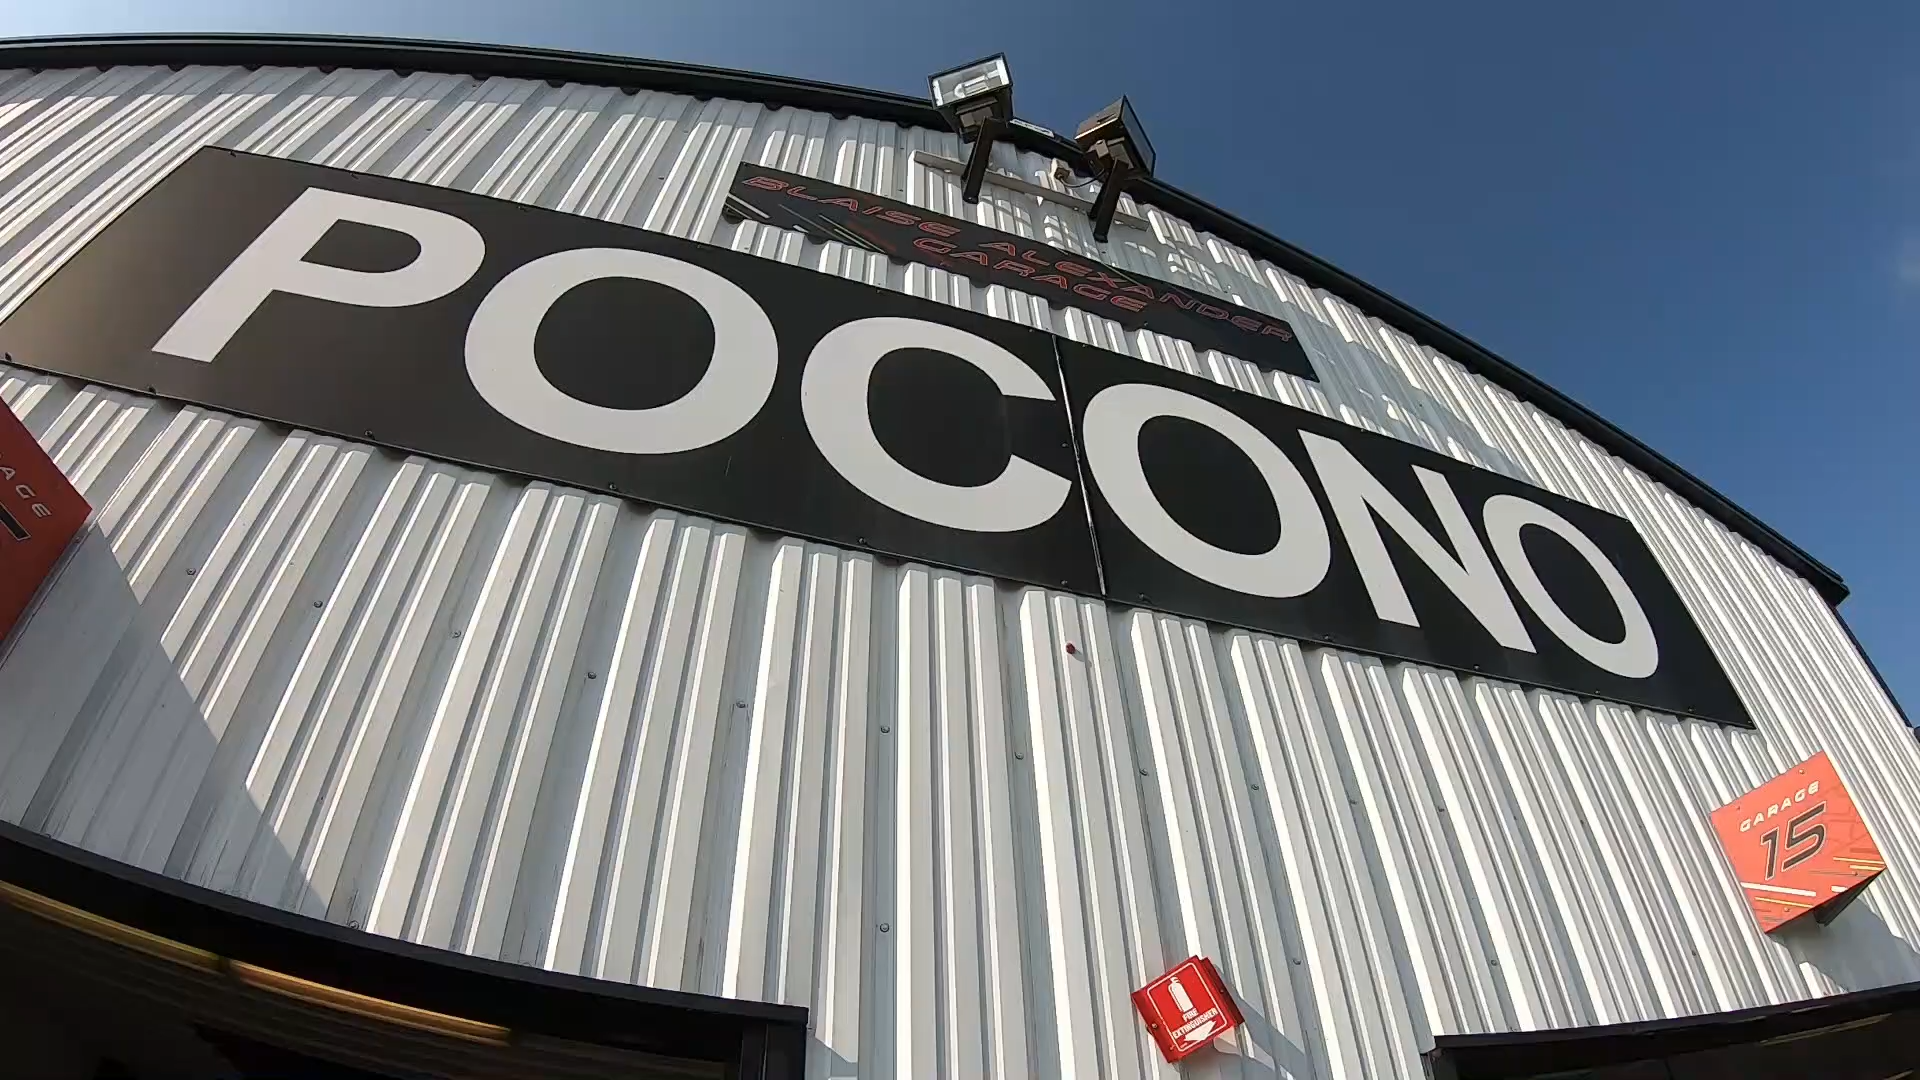 BLAISE ALEXANDER
GARAGE
POCONO
GARAGE
15
FIRE
EXTINGUISHER